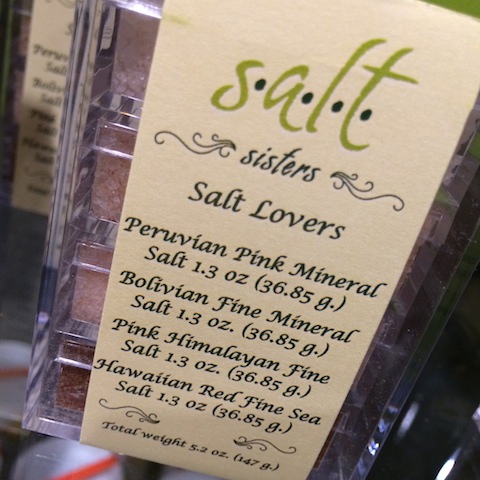 s.a.l.t.
sisters
Salt Lovers
Peruvian Pink Mineral
Salt 1.3 oz (36.85 g.)
Bolivian Fine Mineral
Salt 1.3 oz. (36.85 g.)
Pink Himalayan Fine
Salt 1.3 oz. (36.85 g.)
Hawaiian Red Fine Sea
Salt 1.3 oz (36.85 g.)
Total weight 5.2 oz. (147 g.)